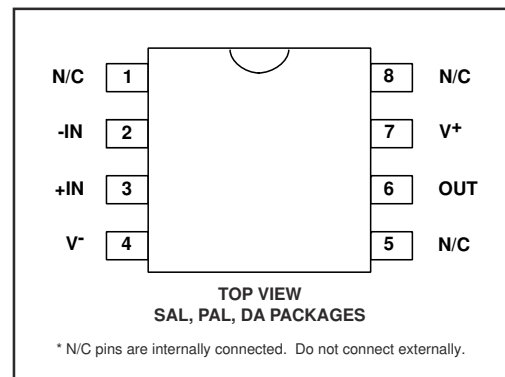 N/C 1 8 N/C
-IN 2 7 V+
+IN 3 6 OUT
V- 4 5 N/C
TOP VIEW
SAL, PAL, DA PACKAGES
* N/C pins are internally connected. Do not connect externally.